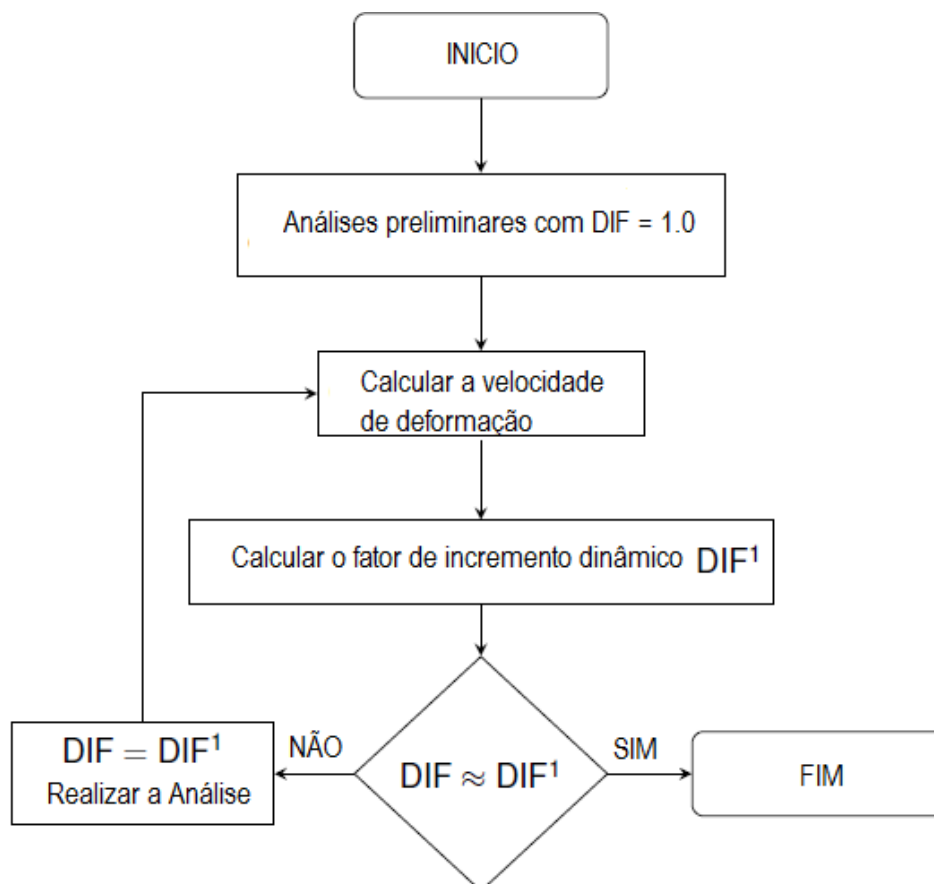 INICIO
Análises preliminares com DIF = 1.0
Calcular a velocidade
de deformação
Calcular o fator de incremento dinâmico DIF¹
DIF ≈ DIF¹
NÃO
SIM
DIF = DIF¹
Realizar a Análise
FIM